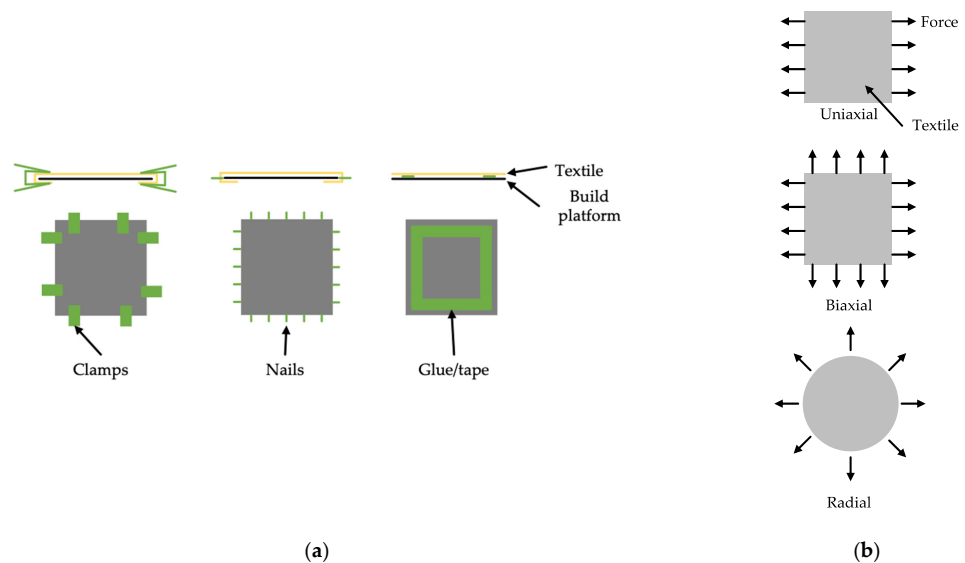 Textile
Build
platform
Clamps
Nails
Glue/tape
(a)
Force
Uniaxial
Textile
Biaxial
Radial
(b)